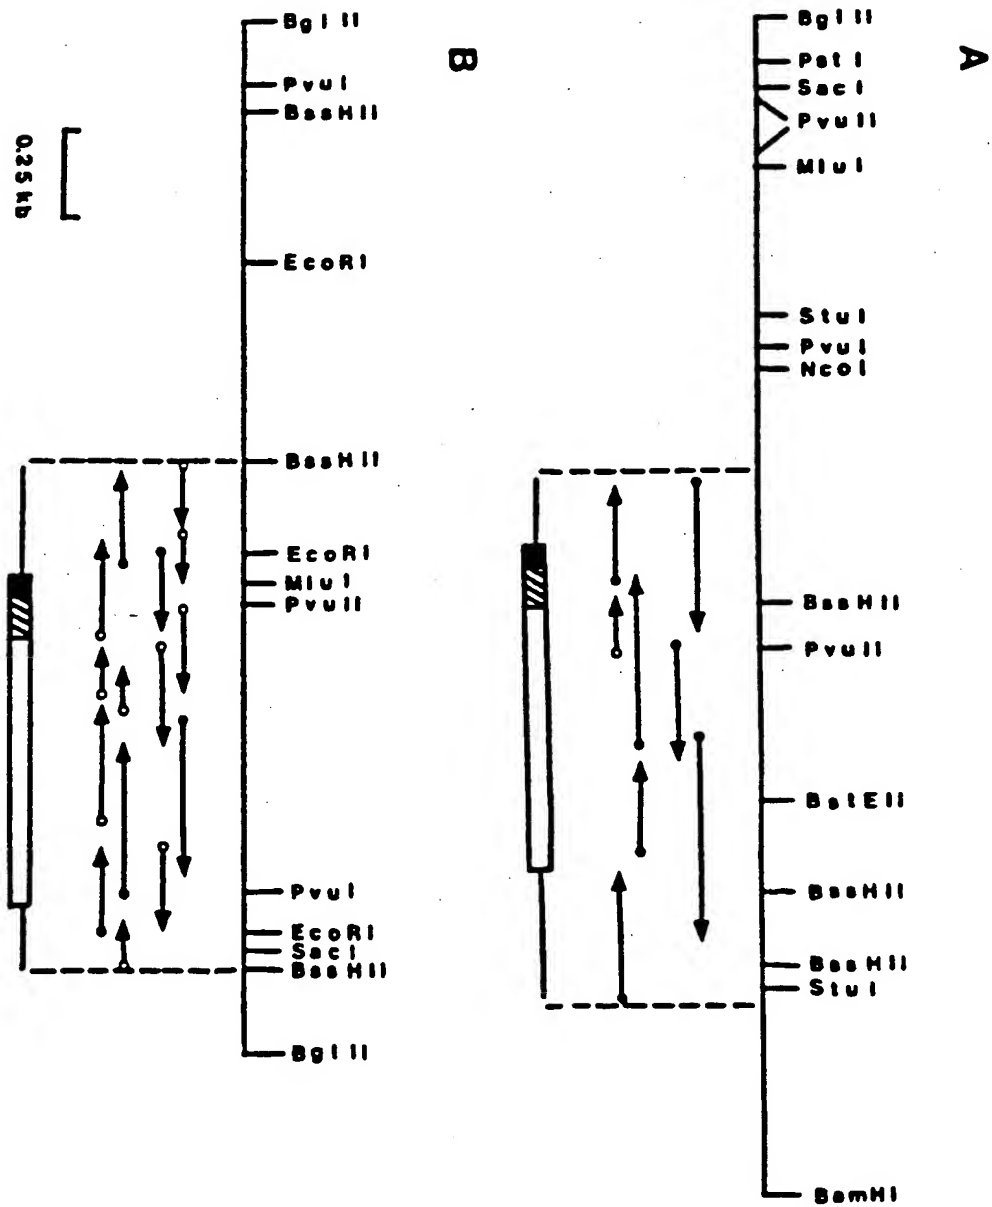 A
Bgl II
Pst I
SacI
PvuII
MluI
StuI
PvuI
NcoI
BssHII
PvuII
BstEII
BssHII
BssHII
StuI
BamHI
B
Bgl II
PvuI
BssHII
EcoRI
BssHII
EcoRI
MluI
PvuII
PvuI
EcoRI
SacI
BssHII
Bgl II
0.25 kb